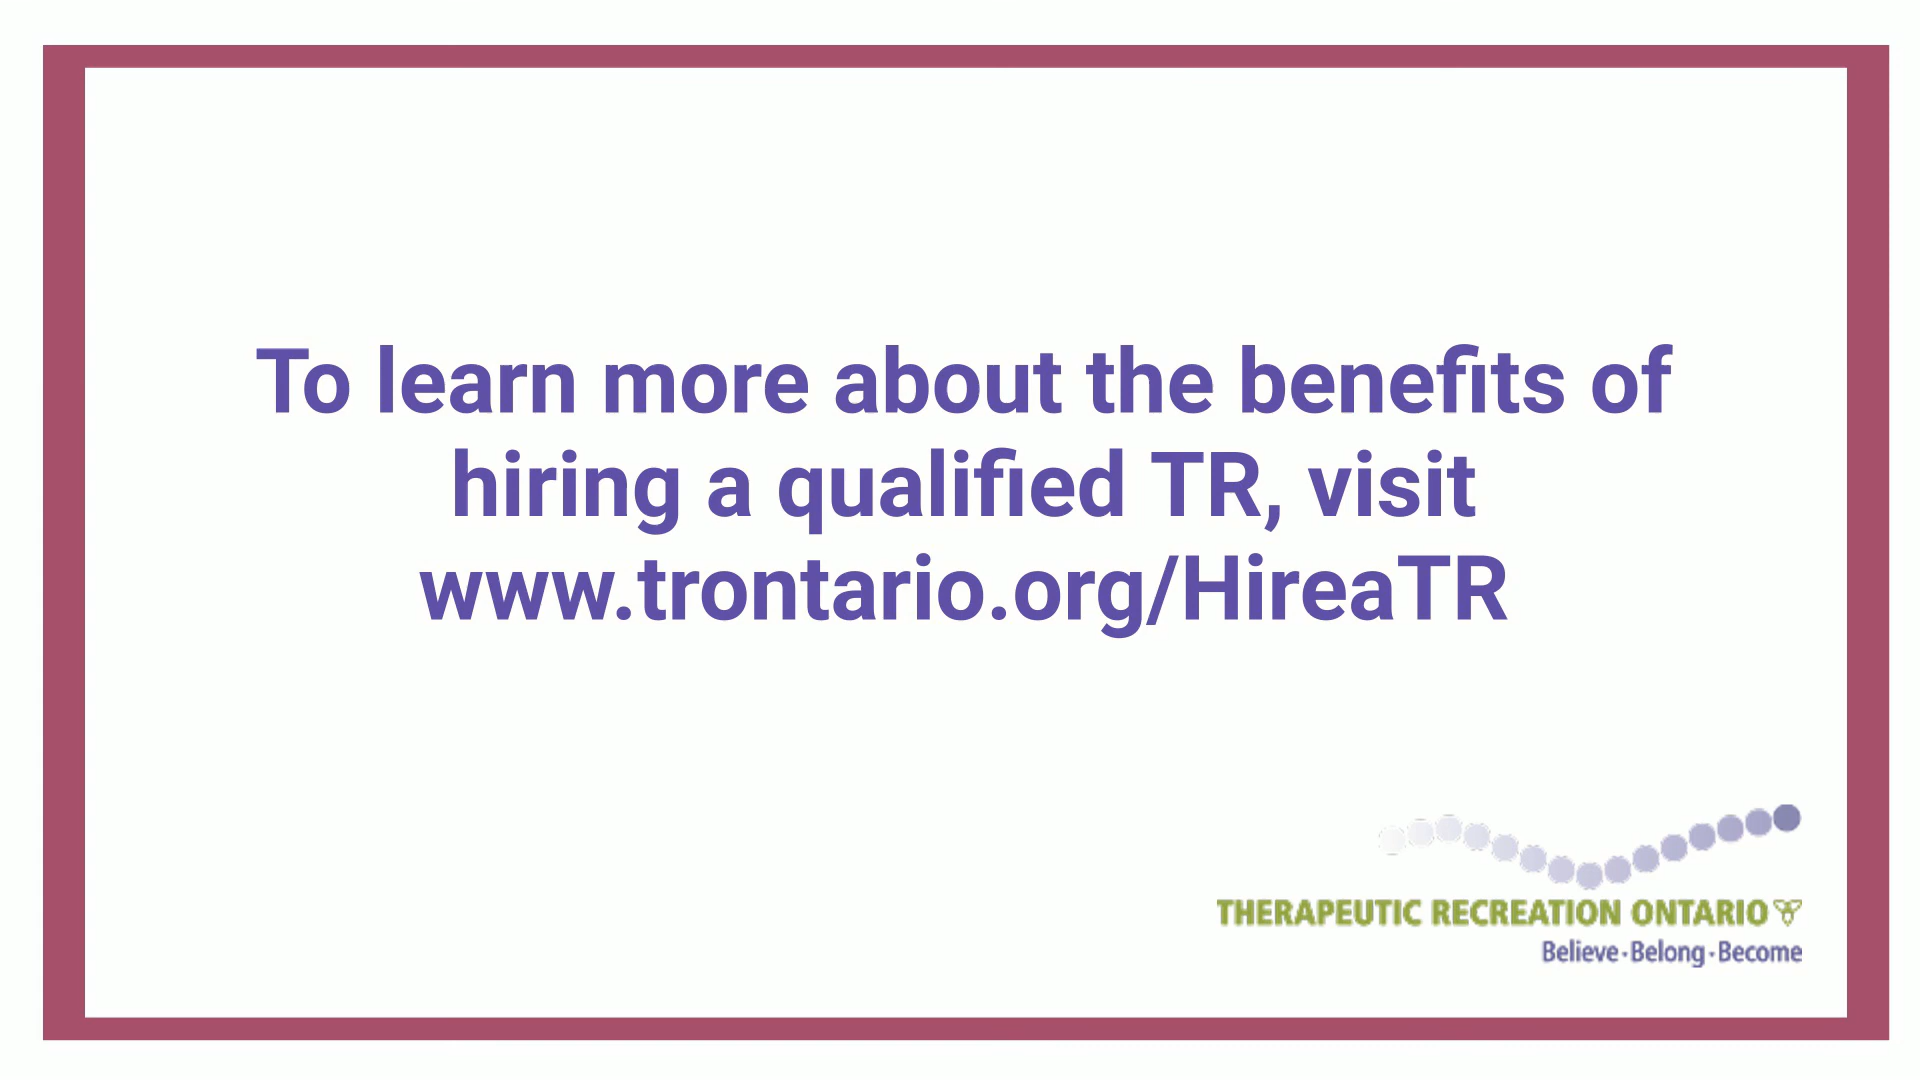 To learn more about the benefits of
hiring a qualified TR, visit
www.trontario.org/HireaTR
THERAPEUTIC RECREATION ONTARIO
Believe·Belong·Become